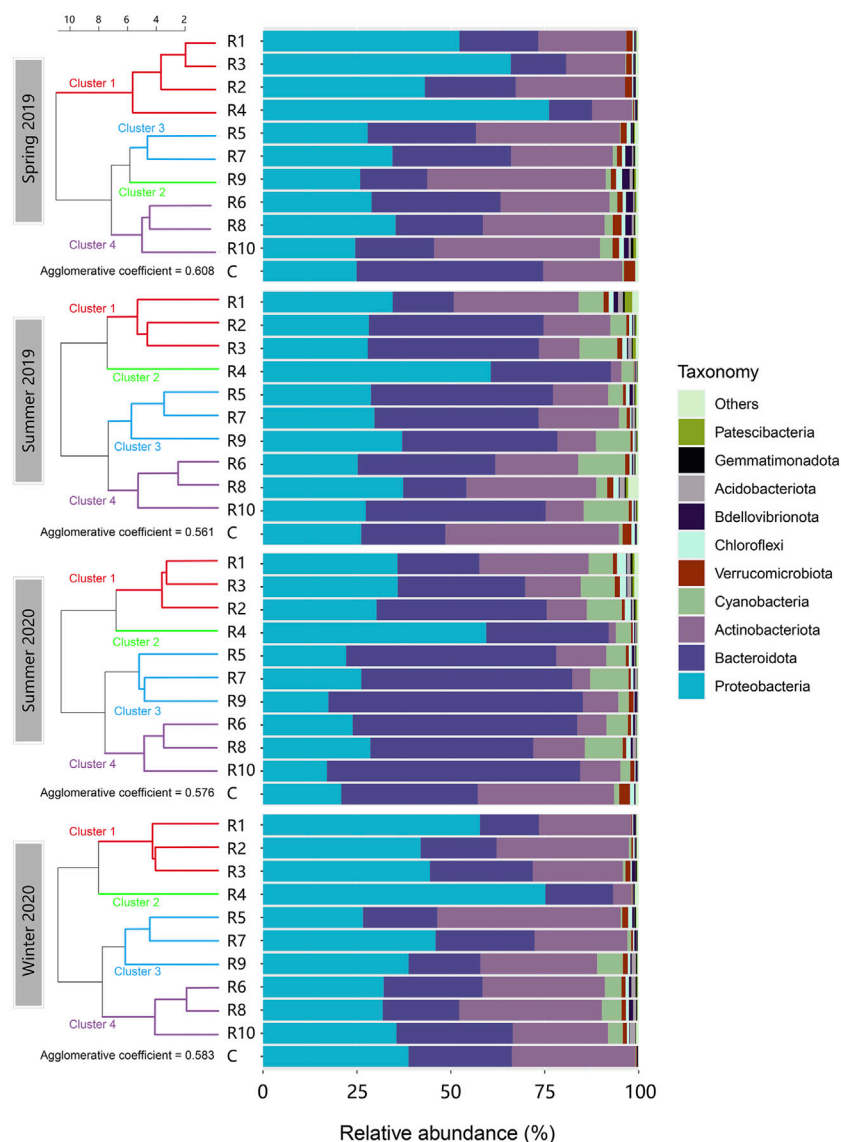 10 8 6 4 2
Spring 2019
Cluster 1
Cluster 3
Cluster 2
Cluster 4
R1
R3
R2
R4
R5
R7
R9
R6
R8
R10
Agglomerative coefficient = 0.608 C
Summer 2019
Cluster 1
Cluster 2
Cluster 3
Cluster 4
R1
R2
R3
R4
R5
R7
R9
R6
R8
R10
Agglomerative coefficient = 0.561 C
Summer 2020
Cluster 1
Cluster 2
Cluster 3
Cluster 4
R1
R3
R2
R4
R5
R7
R9
R6
R8
R10
Agglomerative coefficient = 0.576 C
Winter 2020
Cluster 1
Cluster 2
Cluster 3
Cluster 4
R1
R2
R3
R4
R5
R7
R9
R6
R8
R10
Agglomerative coefficient = 0.583 C
0 25 50 75 100
Relative abundance (%)
Taxonomy
Others
Patescibacteria
Gemmatimonadota
Acidobacteriota
Bdellovibrionota
Chloroflexi
Verrucomicrobiota
Cyanobacteria
Actinobacteriota
Bacteroidota
Proteobacteria